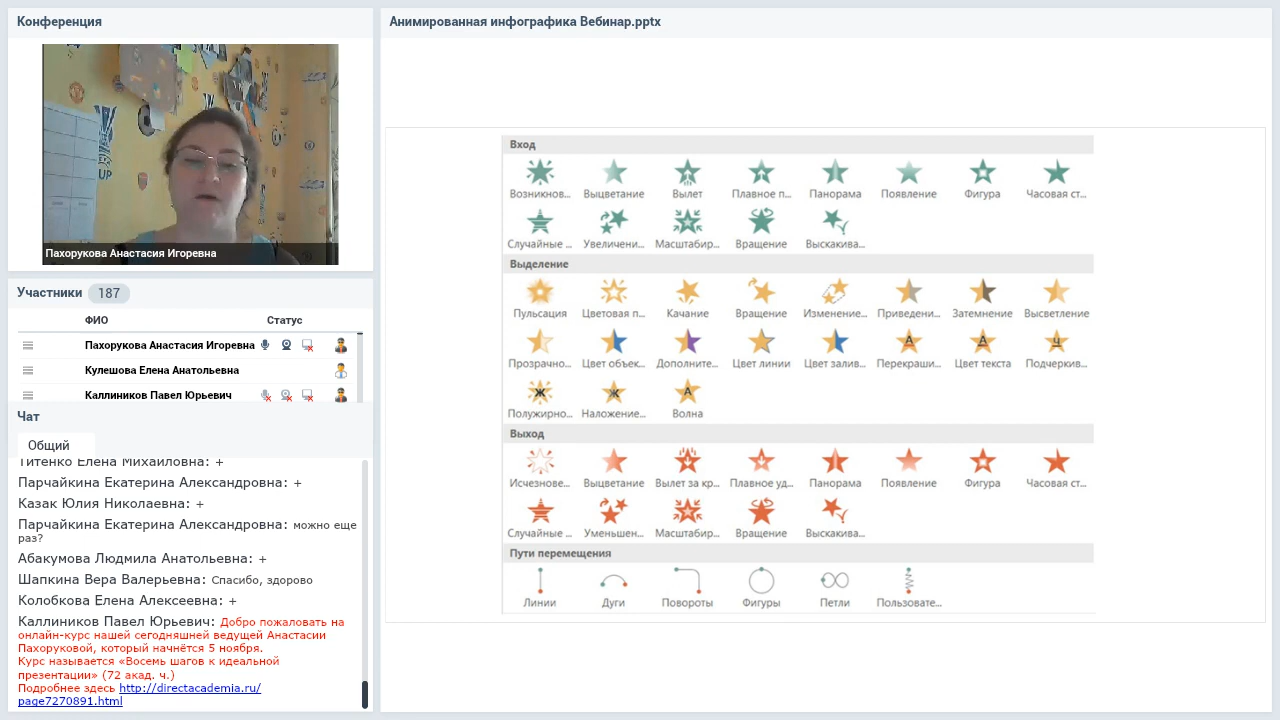 Конференция
UP
Пахорукова Анастасия Игоревна
Участники 187
ФИО Статус
Пахорукова Анастасия Игоревна
Кулешова Елена Анатольевна
Каллиников Павел Юрьевич
Чат
Общий
Титенко Елена Михайловна: +
Парчайкина Екатерина Александровна: +
Казак Юлия Николаевна: +
Парчайкина Екатерина Александровна: можно еще
раз?
Абакумова Людмила Анатольевна: +
Шапкина Вера Валерьевна: Спасибо, здорово
Колобкова Елена Алексеевна: +
Каллиников Павел Юрьевич: Добро пожаловать на
онлайн-курс нашей сегодняшней ведущей Анастасии
Пахоруковой, который начнётся 5 ноября.
Курс называется «Восемь шагов к идеальной
презентации» (72 акад. ч.)
Подробнее здесь http://directacademia.ru/
page7270891.html
Анимированная инфографика Вебинар.pptx
Вход
Возникнов... Выцветание Вылет Плавное п... Панорама Появление Фигура Часовая ст...
Случайные ... Увеличени... Масштабир... Вращение Выскакива...
Выделение
Пульсация Цветовая п... Качание Вращение Изменение... Приведени... Затемнение Высветление
Прозрачно... Цвет объек... Дополните... Цвет линии Цвет залив... Перекраши... Цвет текста Подчеркив...
Полужирно... Наложение... Волна
Выход
Исчезнове... Выцветание Вылет за кр... Плавное уд... Панорама Появление Фигура Часовая ст...
Случайные ... Уменьшен... Масштабир... Вращение Выскакива...
Пути перемещения
Линии Дуги Повороты Фигуры Петли Пользовате...